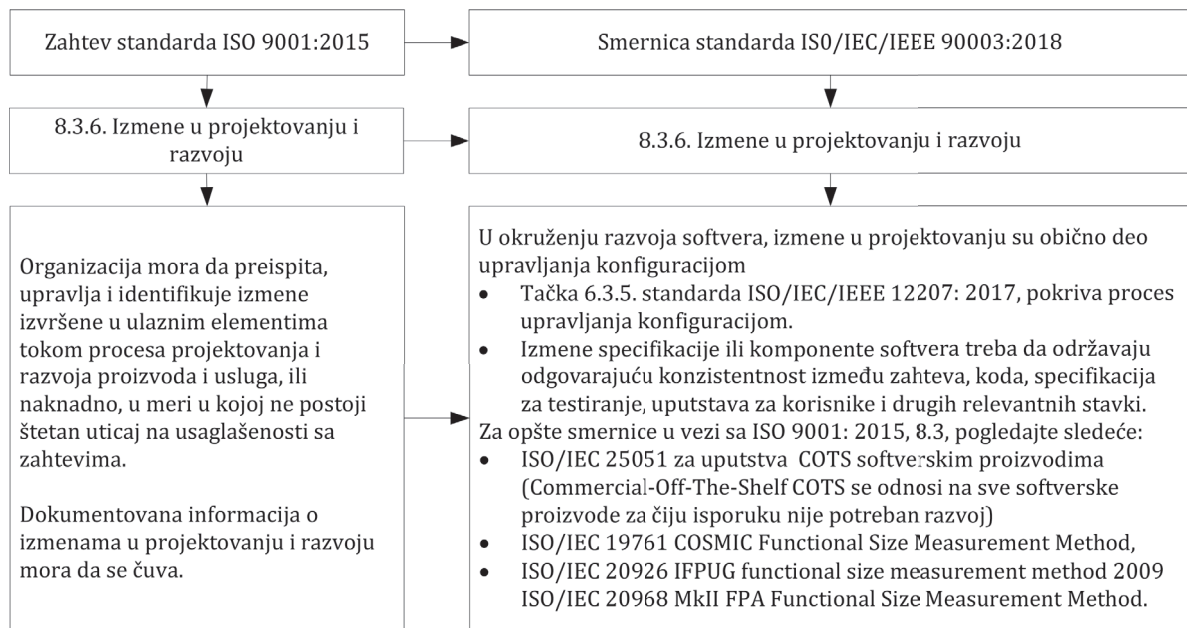 Zahtev standarda ISO 9001:2015
Smernica standarda IS0/IEC/IEEE 90003:2018
8.3.6. Izmene u projektovanju i
razvoju
8.3.6. Izmene u projektovanju i razvoju
Organizacija mora da preispita,
upravlja i identifikuje izmene
izvršene u ulaznim elementima
tokom procesa projektovanja i
razvoja proizvoda i usluga, ili
naknadno, u meri u kojoj ne postoji
štetan uticaj na usaglašenosti sa
zahtevima.
Dokumentovana informacija o
izmenama u projektovanju i razvoju
mora da se čuva.
U okruženju razvoja softvera, izmene u projektovanju su obično deo
upravljanja konfiguracijom
• Tačka 6.3.5. standarda ISO/IEC/IEEE 12207: 2017, pokriva proces
upravljanja konfiguracijom.
• Izmene specifikacije ili komponente softvera treba da održavaju
odgovarajuću konzistentnost između zahteva, koda, specifikacija
za testiranje, uputstava za korisnike i drugih relevantnih stavki.
Za opšte smernice u vezi sa ISO 9001: 2015, 8.3, pogledajte sledeće:
• ISO/IEC 25051 za uputstva COTS softverskim proizvodima
(Commercial-Off-The-Shelf COTS se odnosi na sve softverske
proizvode za čiju isporuku nije potreban razvoj)
• ISO/IEC 19761 COSMIC Functional Size Measurement Method,
• ISO/IEC 20926 IFPUG functional size measurement method 2009
ISO/IEC 20968 MkII FPA Functional Size Measurement Method.